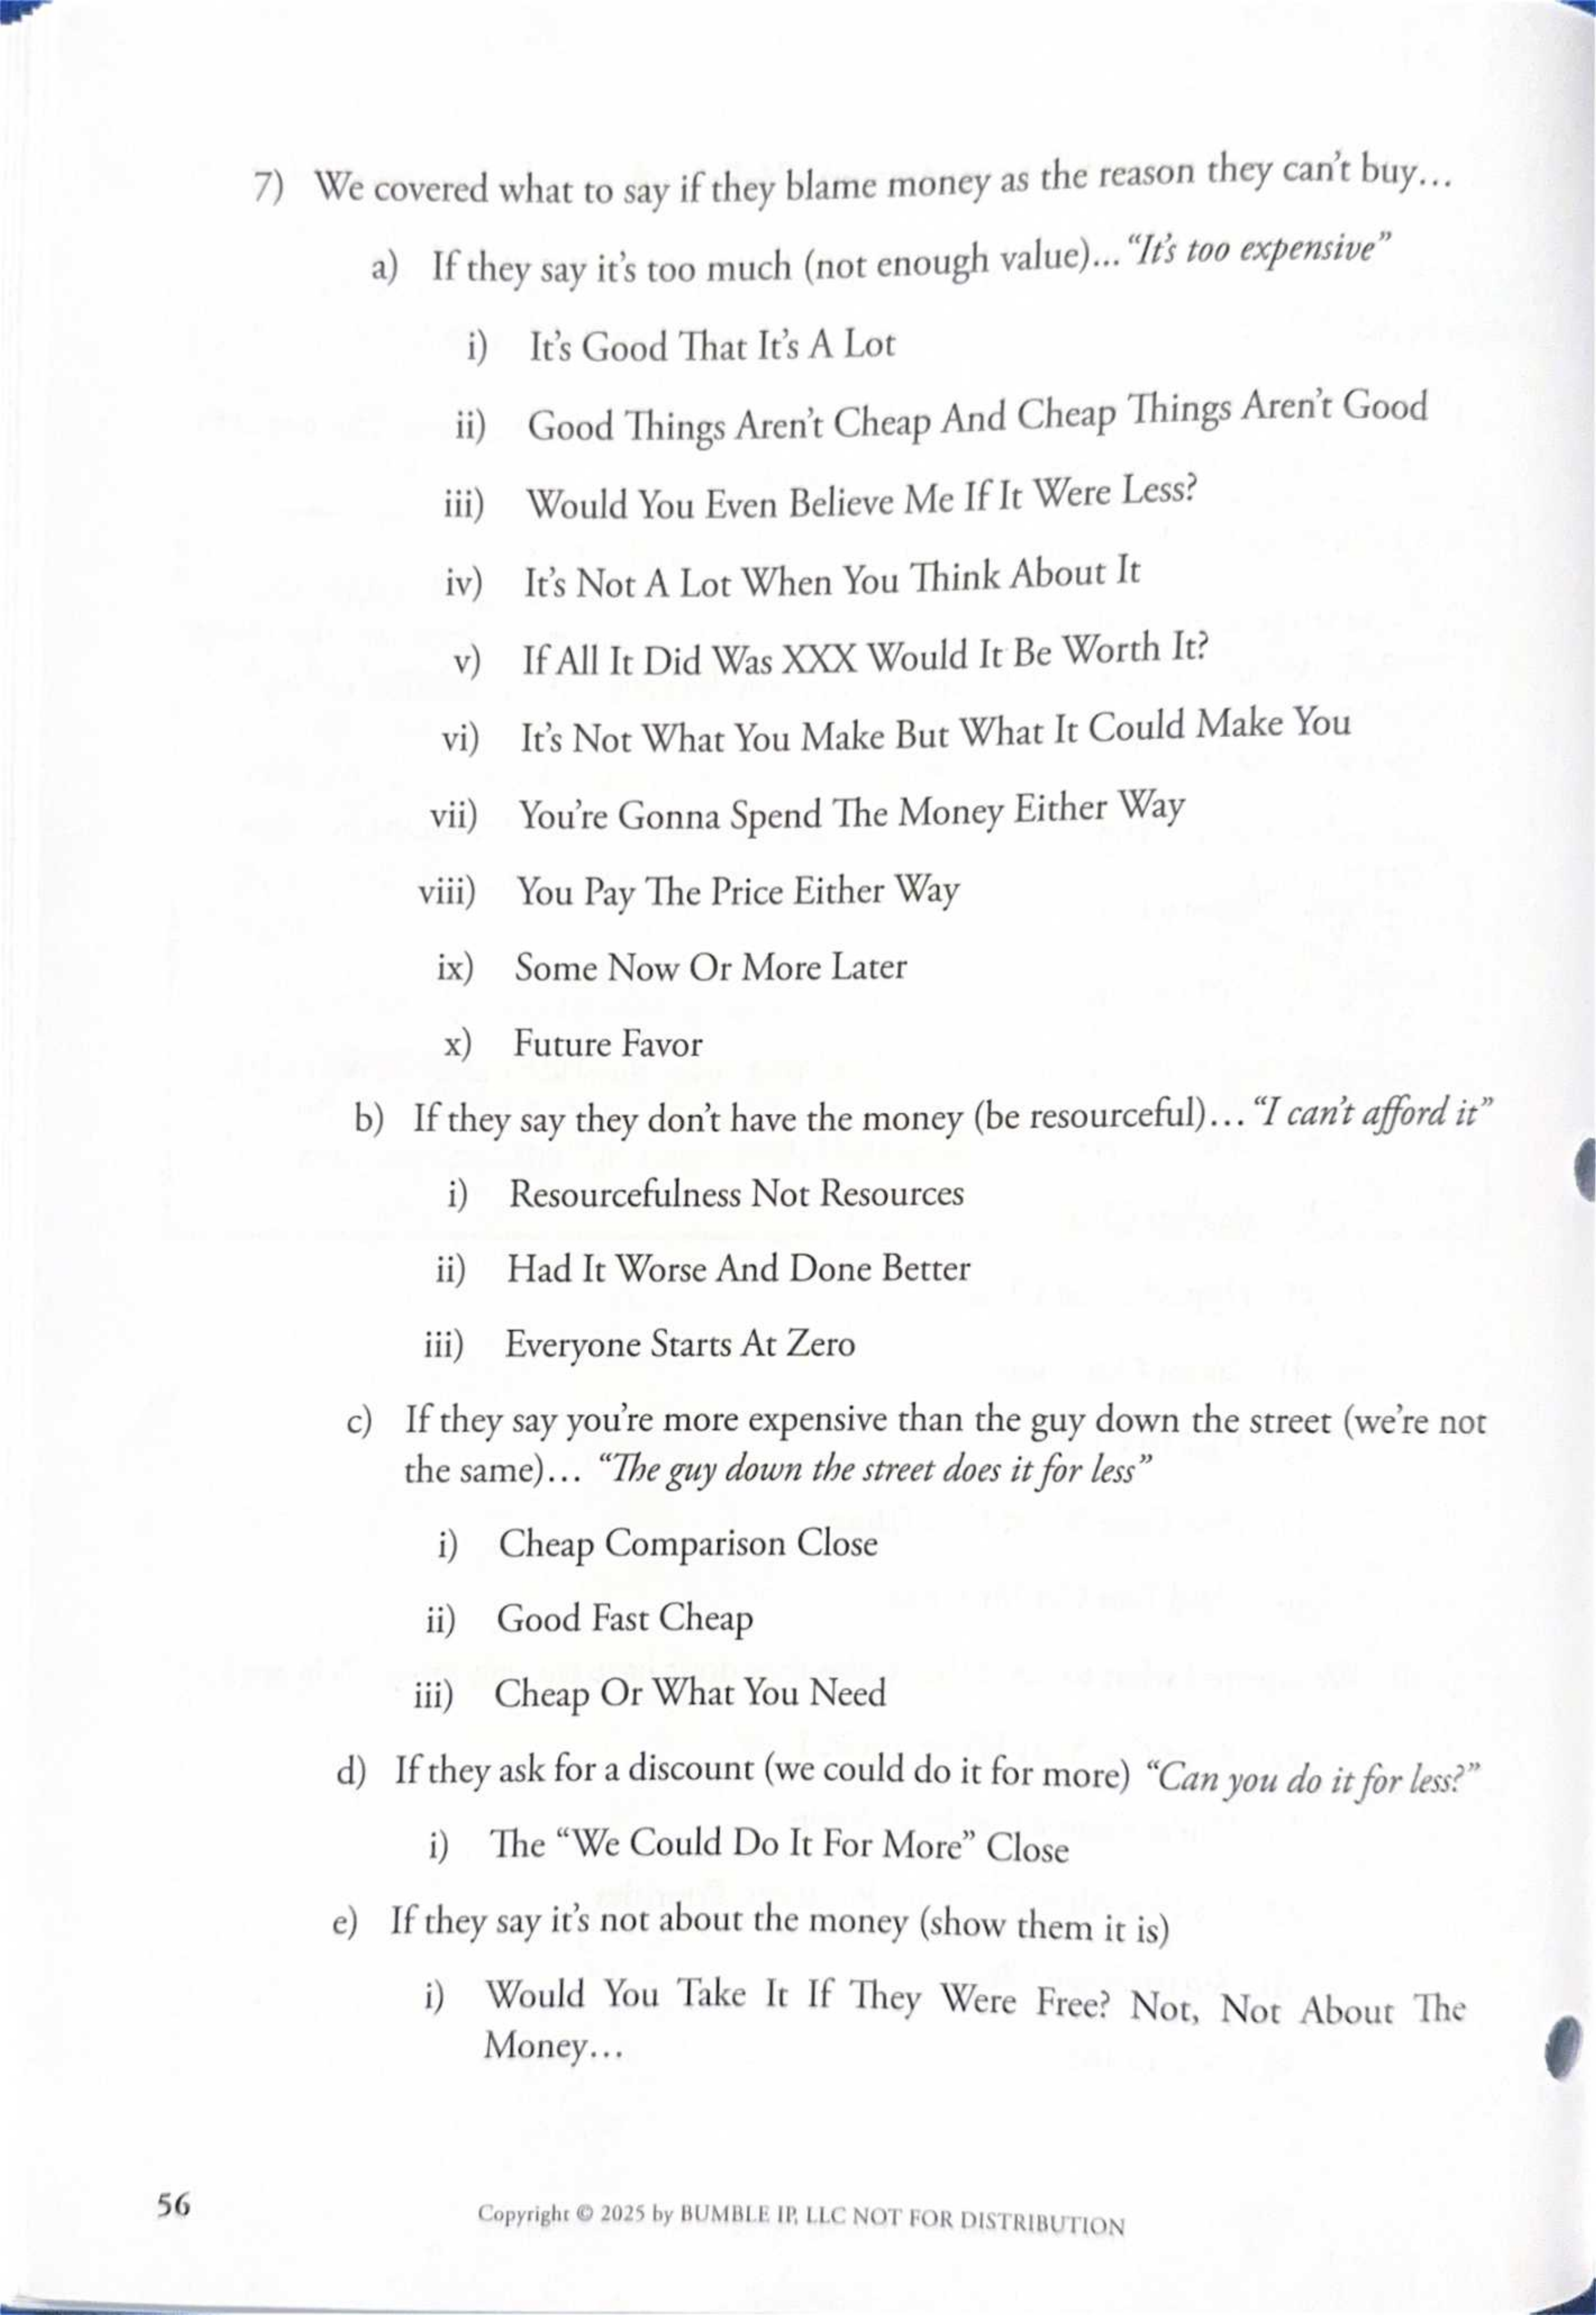 7) We covered what to say if they blame money as the reason they can't buy...
a) If they say it's too much (not enough value)... “It's too expensive”
i) It's Good That It's A Lot
ii) Good Things Aren't Cheap And Cheap Things Aren't Good
iii) Would You Even Believe Me If It Were Less?
iv) It's Not A Lot When You Think About It
v) If All It Did Was XXX Would It Be Worth It?
vi) It's Not What You Make But What It Could Make You
vii) You're Gonna Spend The Money Either Way
viii) You Pay The Price Either Way
ix) Some Now Or More Later
x) Future Favor
b) If they say they don't have the money (be resourceful)... “I can't afford it”
i) Resourcefulness Not Resources
ii) Had It Worse And Done Better
iii) Everyone Starts At Zero
c) If they say you're more expensive than the guy down the street (we're not
the same)... “The guy down the street does it for less”
i) Cheap Comparison Close
ii) Good Fast Cheap
iii) Cheap Or What You Need
d) If they ask for a discount (we could do it for more) “Can you do it for less?”
i) The “We Could Do It For More” Close
e) If they say it's not about the money (show them it is)
i) Would You Take It If They Were Free? Not, Not About The
Money...
56
Copyright © 2025 by BUMBLE IP, LLC NOT FOR DISTRIBUTION